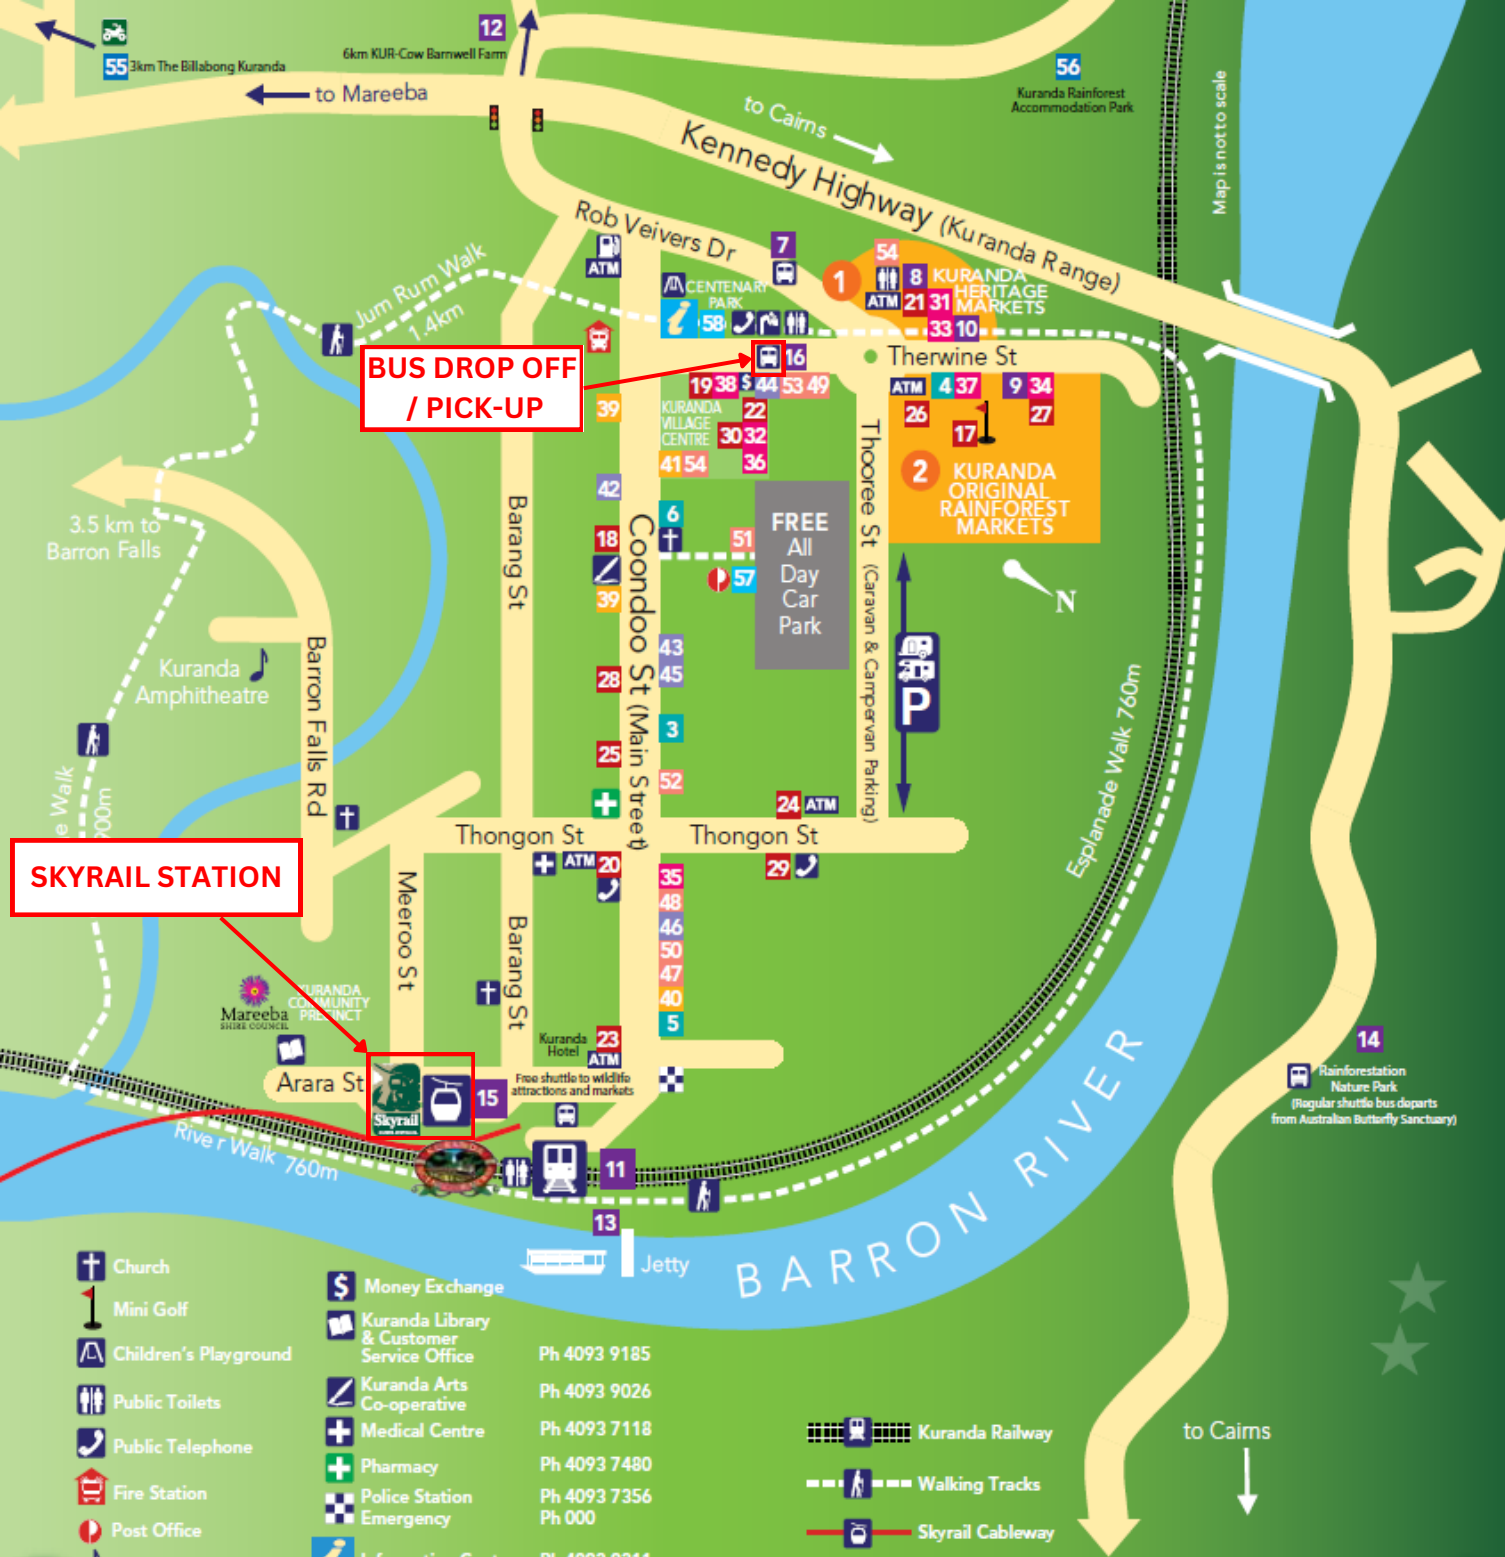 12
6km KUR-Cow Barnwell Farm
55 3km The Billabong Kuranda
to Mareeba
56
Kuranda Rainforest
Accommodation Park
to Cairns
Kennedy Highway (Kuranda Range)
Map is not to scale
Rob Veivers Dr
ATM
7
1
54
8
ATM 21 31
33 10
KURANDA
HERITAGE
MARKETS
CENTENARY
PARK
i 58
Jum Rum Walk
1.4km
BUS DROP OFF
/ PICK-UP
16
Therwine St
19 38 $ 44 53 49
KURANDA
VILLAGE
CENTRE
22
30 32
36
41 54
39
42
18
39
28
25
ATM 4 37 9 34
26
27
17
2
KURANDA
ORIGINAL
RAINFOREST
MARKETS
3.5 km to
Barron Falls
Barang St
Coondoo St (Main Street)
6
51
57
FREE
All
Day
Car
Park
Thooree St (Caravan & Campervan Parking)
N
P
43
45
3
52
Kuranda
Amphitheatre
Barron Falls Rd
Esplanade Walk 760m
e Walk
900m
24 ATM
Thongon St
Thongon St
ATM 20
29
SKYRAIL STATION
Meeroo St
Barang St
35
48
46
50
47
40
5
Mareeba
SHIRE COUNCIL
KURANDA
COMMUNITY
PRECINCT
Kuranda
Hotel
23
ATM
Arara St
Skyrail
15
Free shuttle to wildlife
attractions and markets
River Walk 760m
11
13
Jetty
BARRON RIVER
14
Rainforestation
Nature Park
(Regular shuttle bus departs
from Australian Butterfly Sanctuary)
Church
Mini Golf
Children's Playground
Public Toilets
Public Telephone
Fire Station
Post Office
$ Money Exchange
Kuranda Library
& Customer
Service Office Ph 4093 9185
Kuranda Arts
Co-operative Ph 4093 9026
Medical Centre Ph 4093 7118
Pharmacy Ph 4093 7480
Police Station Ph 4093 7356
Emergency Ph 000
Kuranda Railway
Walking Tracks
Skyrail Cableway
to Cairns